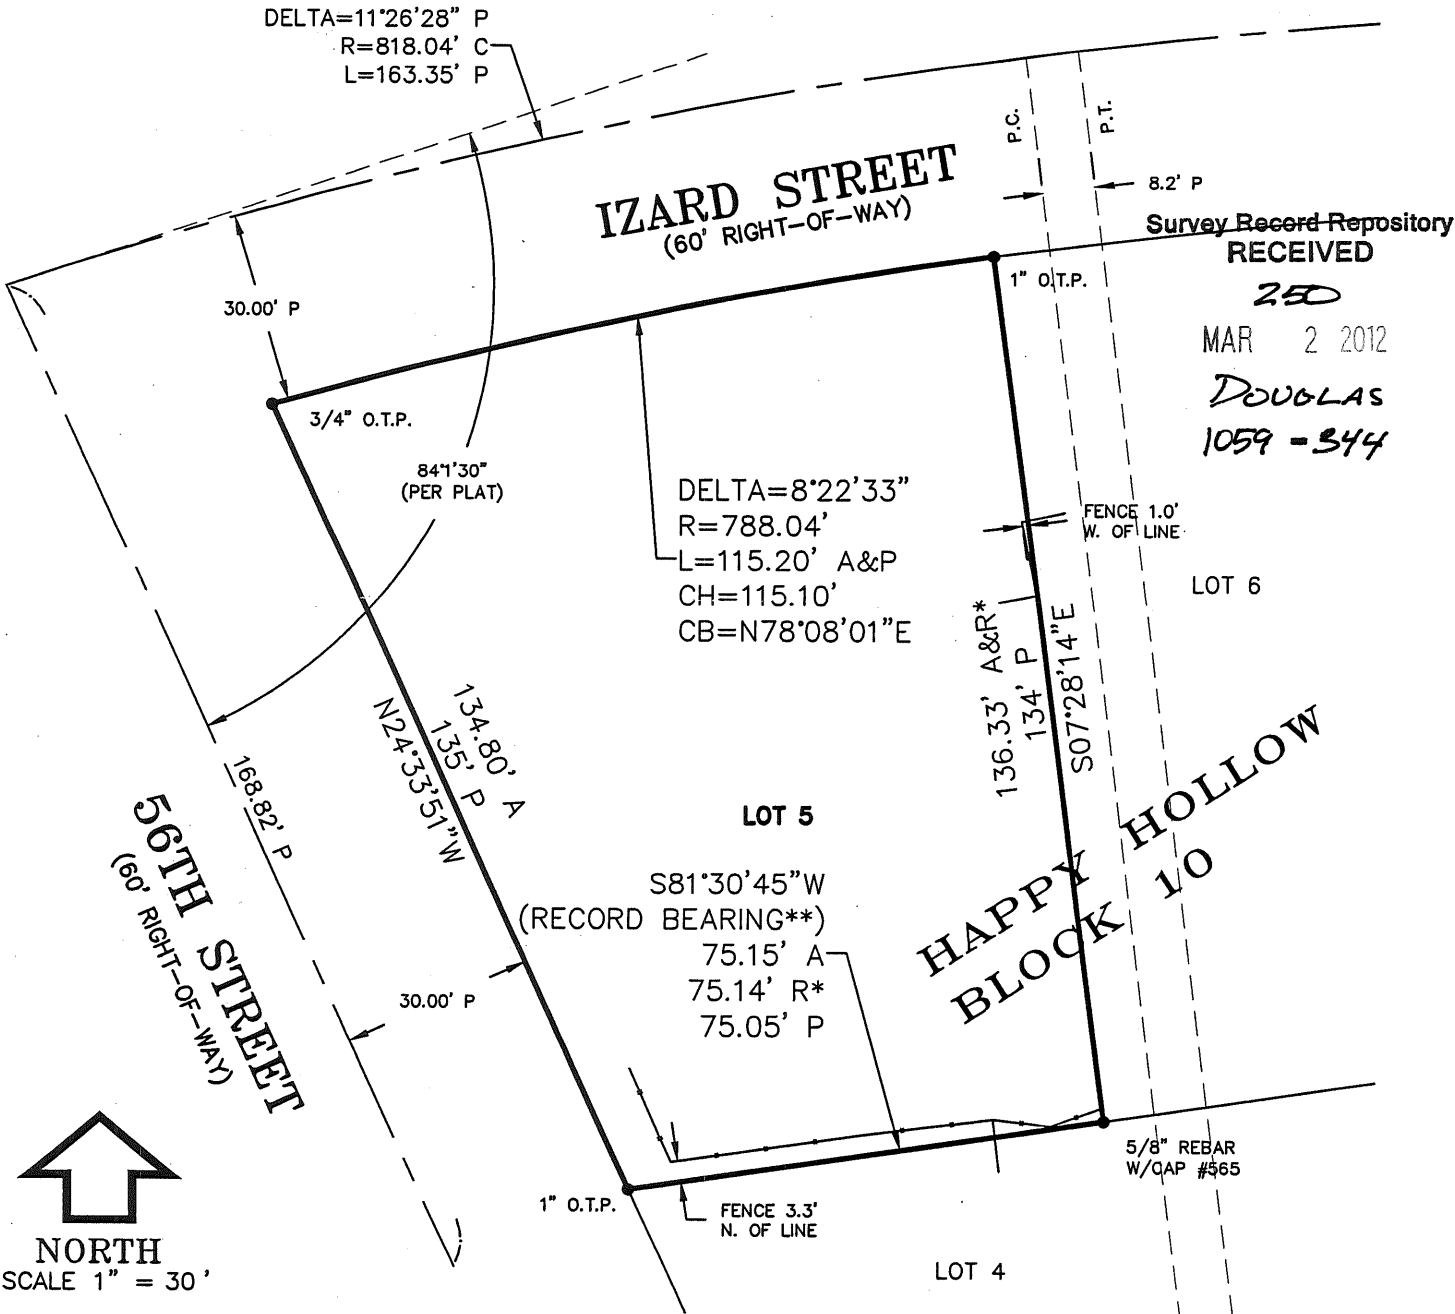 DELTA=11°26'28" P
R=818.04' C
L=163.35' P
IZARD STREET
(60' RIGHT-OF-WAY)
P.C.
P.T.
8.2' P
Survey Record Repository
RECEIVED
250
MAR 2 2012
DOUGLAS
1059 - 344
30.00' P
1" O.T.P.
3/4" O.T.P.
84°1'30"
(PER PLAT)
DELTA=8°22'33"
R=788.04'
L=115.20' A&P
CH=115.10'
CB=N78°08'01"E
FENCE 1.0'
W. OF LINE
LOT 6
136.33' A&R*
134' P
S07°28'14"E
134.80' A
135' P
N24°33'51"W
168.82' P
56TH STREET
(60' RIGHT-OF-WAY)
LOT 5
HAPPY HOLLOW
BLOCK 10
S81°30'45"W
(RECORD BEARING**)
75.15' A
75.14' R*
75.05' P
30.00' P
5/8" REBAR
W/CAP #565
1" O.T.P.
FENCE 3.3'
N. OF LINE
LOT 4
NORTH
SCALE 1" = 30'